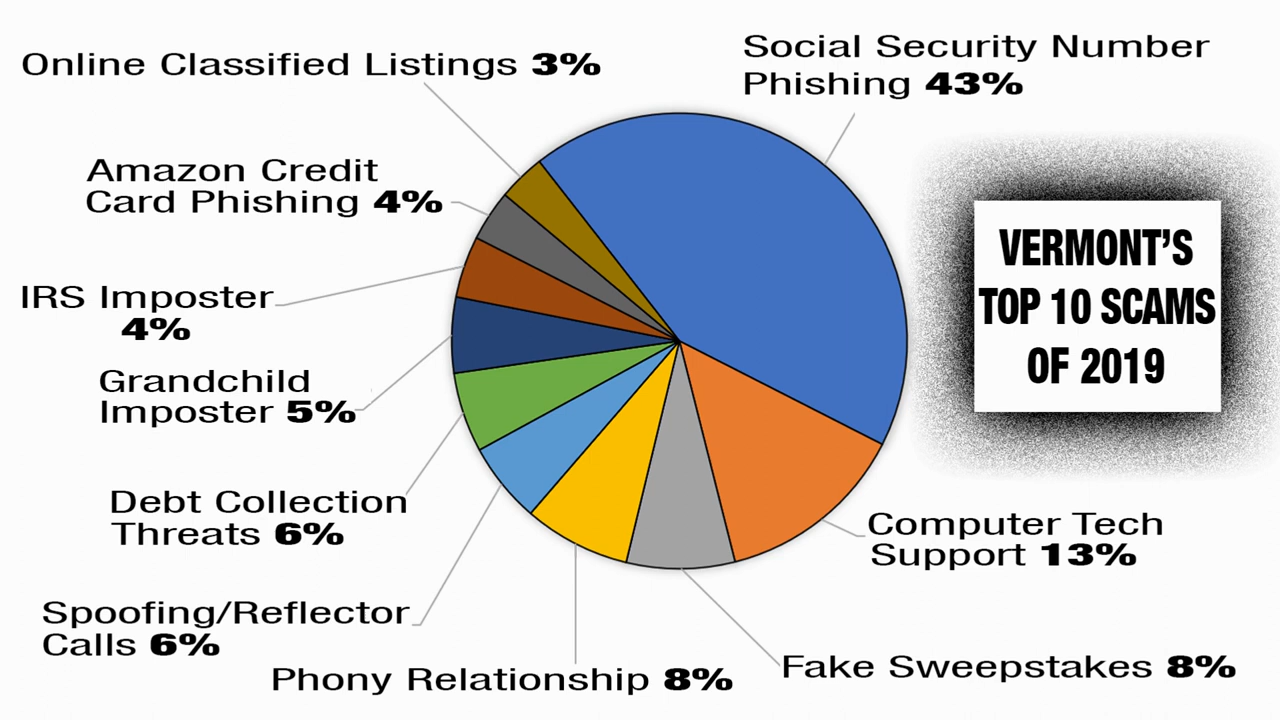 Online Classified Listings 3%
Social Security Number
Phishing 43%
Amazon Credit
Card Phishing 4%
VERMONT'S
TOP 10 SCAMS
OF 2019
IRS Imposter
4%
Grandchild
Imposter 5%
Debt Collection
Threats 6%
Computer Tech
Support 13%
Spoofing/Reflector
Calls 6%
Phony Relationship 8%
Fake Sweepstakes 8%